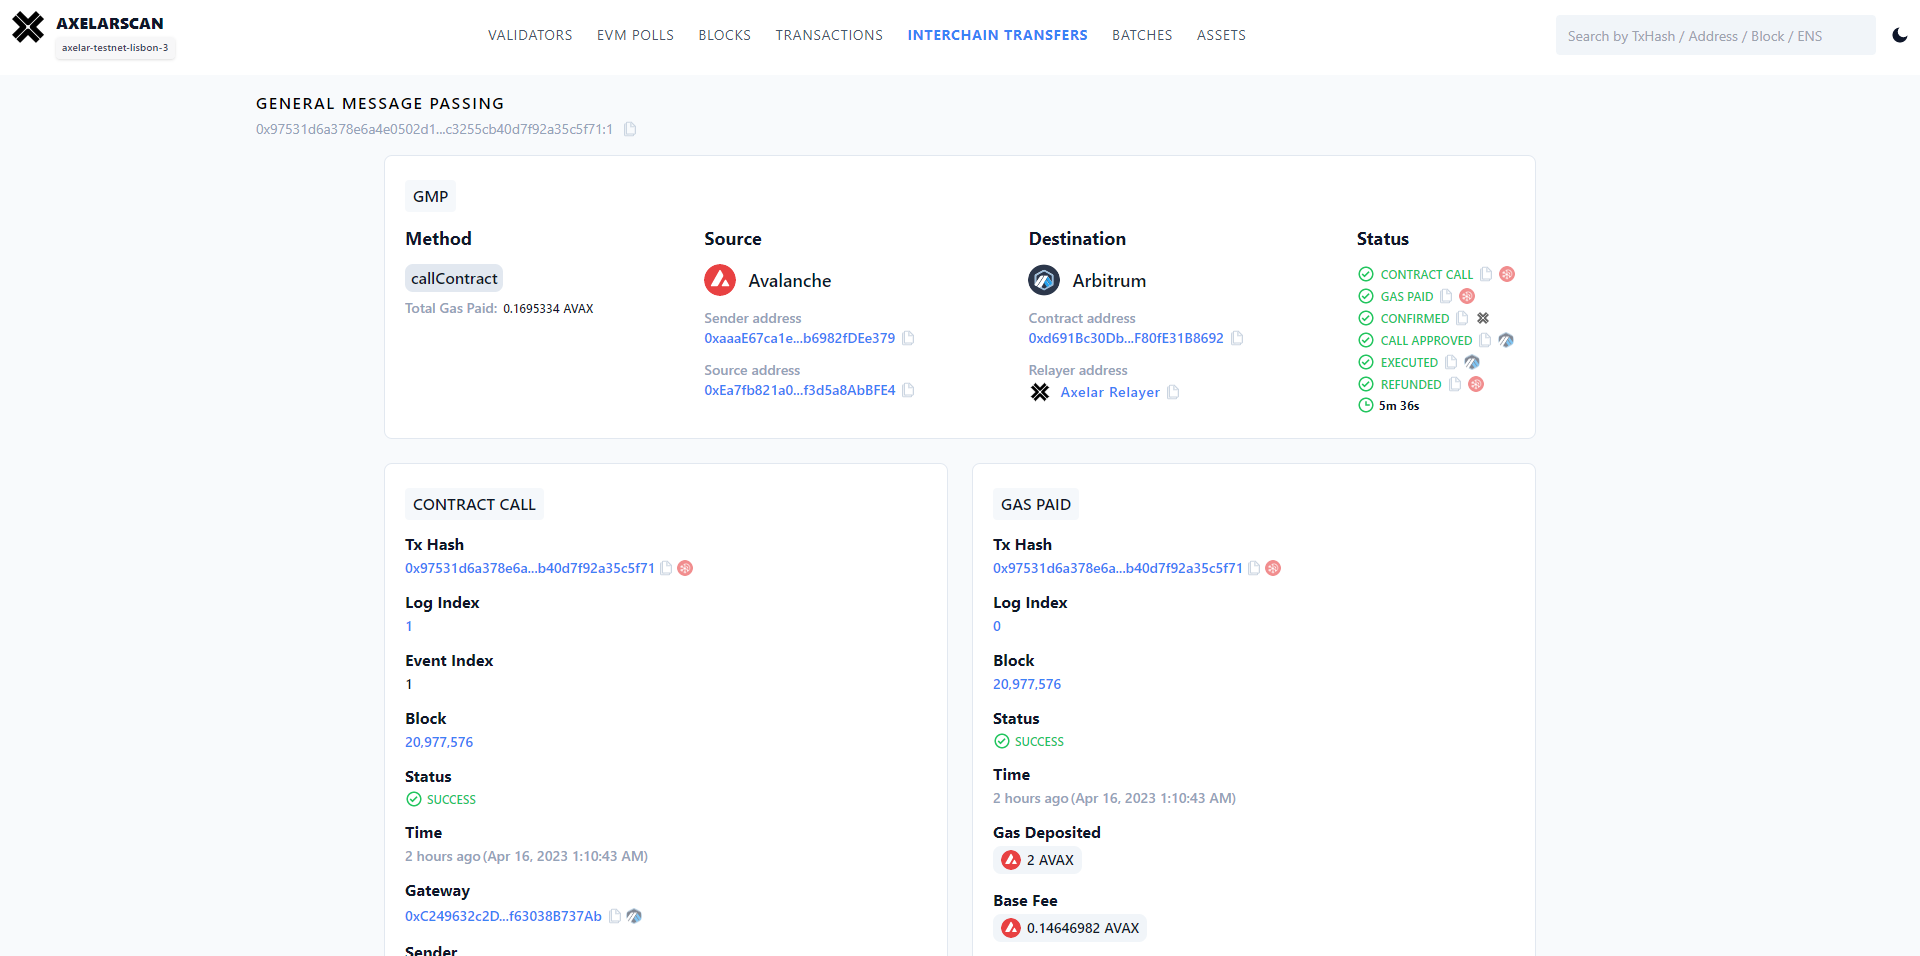 AXELARSCAN
axelar-testnet-lisbon-3
VALIDATORS EVM POLLS BLOCKS TRANSACTIONS INTERCHAIN TRANSFERS BATCHES ASSETS
Search by TxHash / Address / Block / ENS
GENERAL MESSAGE PASSING
0x97531d6a378e6a4e0502d1...c3255cb40d7f92a35c5f71:1
GMP
Method
callContract
Total Gas Paid: 0.1695334 AVAX
Source
Avalanche
Sender address
0xaaaE67ca1e...b6982fDEe379
Source address
0xEa7fb821a0...f3d5a8AbBFE4
Destination
Arbitrum
Contract address
0xd691Bc30Db...F80fE31B8692
Relayer address
Axelar Relayer
Status
CONTRACT CALL
GAS PAID
CONFIRMED
CALL APPROVED
EXECUTED
REFUNDED
5m 36s
CONTRACT CALL
Tx Hash
0x97531d6a378e6a...b40d7f92a35c5f71
Log Index
1
Event Index
1
Block
20,977,576
Status
SUCCESS
Time
2 hours ago (Apr 16, 2023 1:10:43 AM)
Gateway
0xC249632c2D...f63038B737Ab
Sender
GAS PAID
Tx Hash
0x97531d6a378e6a...b40d7f92a35c5f71
Log Index
0
Block
20,977,576
Status
SUCCESS
Time
2 hours ago (Apr 16, 2023 1:10:43 AM)
Gas Deposited
2 AVAX
Base Fee
0.14646982 AVAX